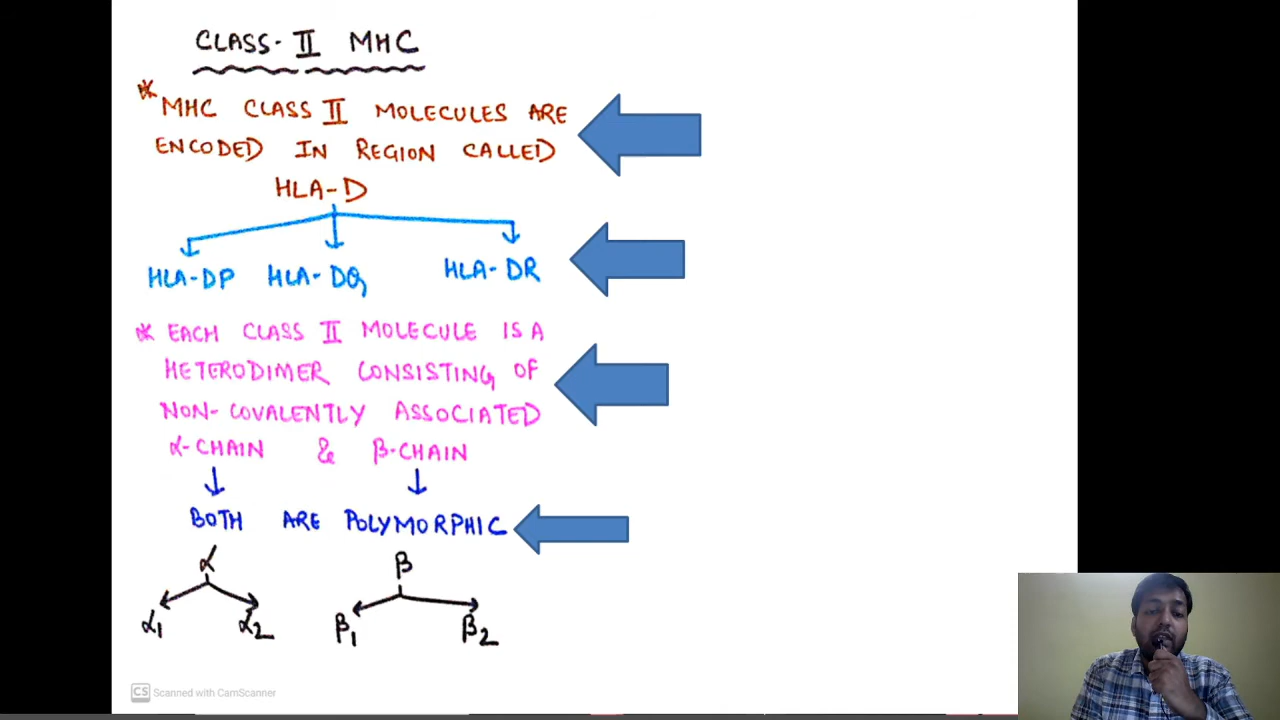 CLASS-II MHC
* MHC CLASS II MOLECULES ARE
ENCODED IN REGION CALLED
HLA-D
HLA-DP HLA-DQ HLA-DR
* EACH CLASS II MOLECULE IS A
HETERODIMER CONSISTING OF
NON-COVALENTLY ASSOCIATED
α-CHAIN & β-CHAIN
BOTH ARE POLYMORPHIC
α β
α1 α2 β1 β2
CS Scanned with CamScanner